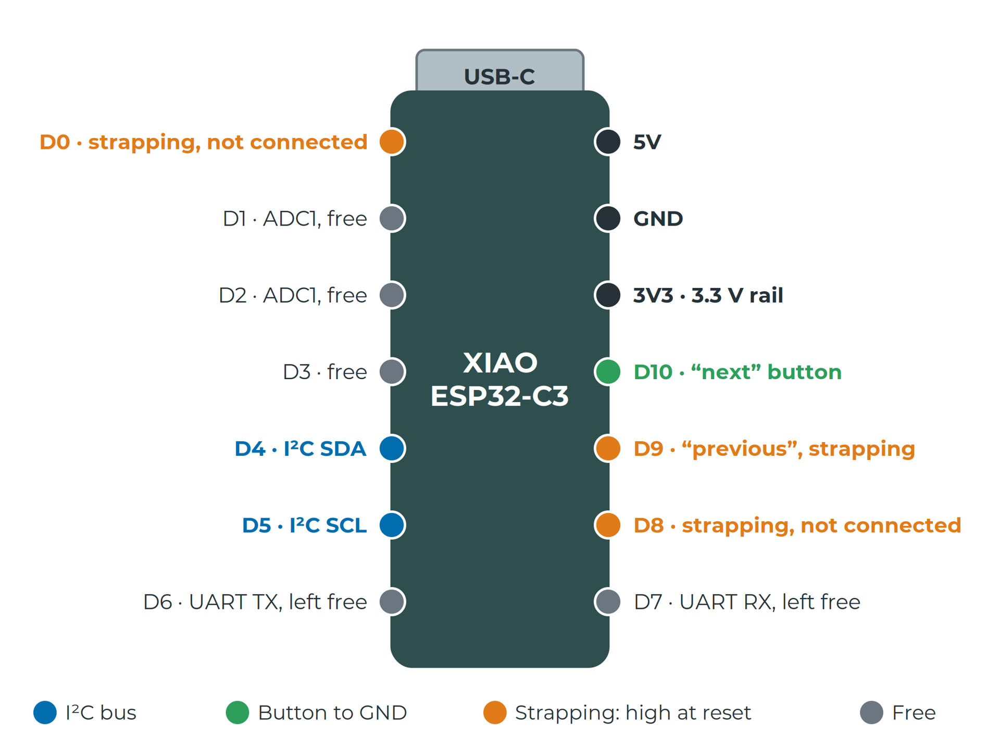 USB-C
D0 · strapping, not connected
5V
D1 · ADC1, free
GND
D2 · ADC1, free
3V3 · 3.3 V rail
XIAO
ESP32-C3
D3 · free
D10 · “next” button
D4 · I²C SDA
D9 · “previous”, strapping
D5 · I²C SCL
D8 · strapping, not connected
D6 · UART TX, left free
D7 · UART RX, left free
I²C bus
Button to GND
Strapping: high at reset
Free